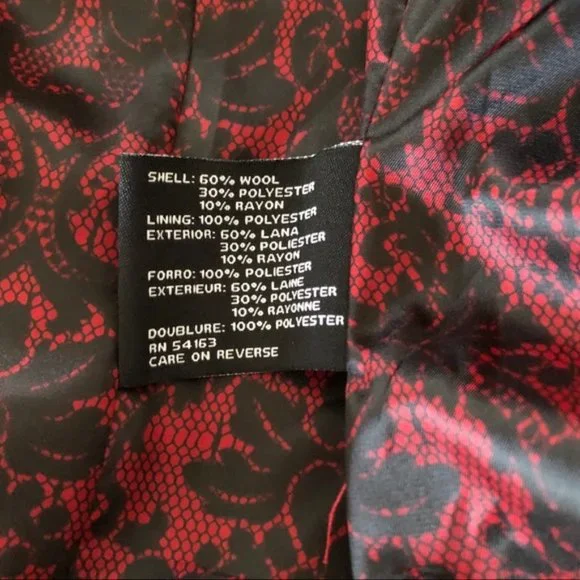 SHELL: 60% WOOL
30% POLYESTER
10% RAYON
LINING: 100% POLYESTER
EXTERIOR: 60% LANA
30% POLIESTER
10% RAYON
FORRO: 100% POLIESTER
EXTERIEUR: 60% LAINE
30% POLYESTER
10% RAYONNE
DOUBLURE: 100% POLYESTER
RN 54163
CARE ON REVERSE